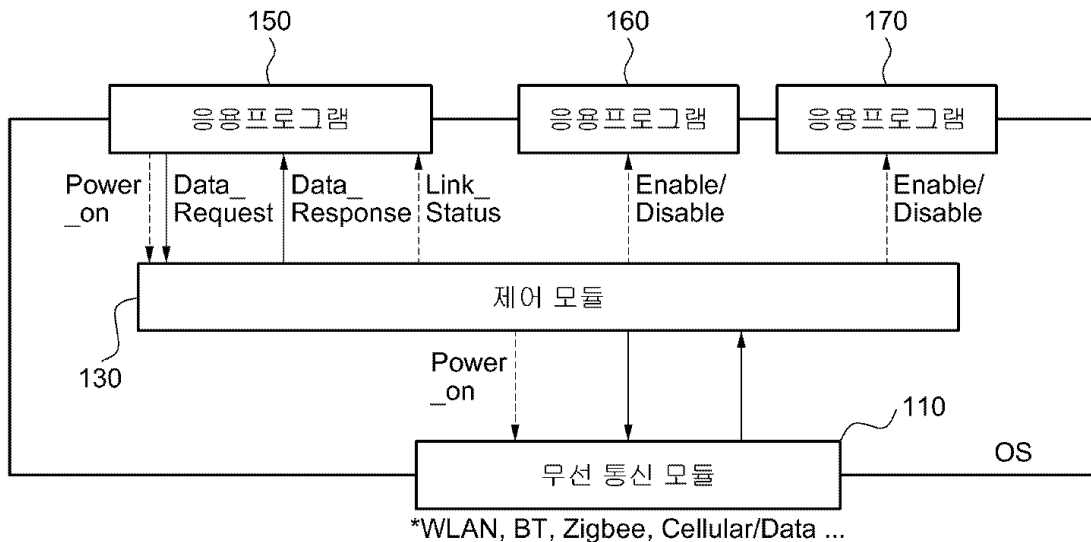 150
160
170
응용프로그램
응용프로그램
응용프로그램
Power
_on
Data_
Request
Data_
Response
Link_
Status
Enable/
Disable
Enable/
Disable
제어 모듈
130
Power
_on
110
무선 통신 모듈
OS
*WLAN, BT, Zigbee, Cellular/Data ...